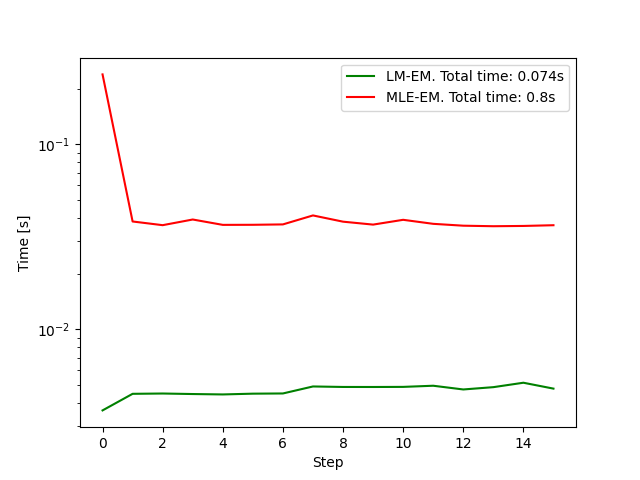 LM-EM. Total time: 0.074s
MLE-EM. Total time: 0.8s
10⁻¹
10⁻²
Time [s]
0 2 4 6 8 10 12 14
Step